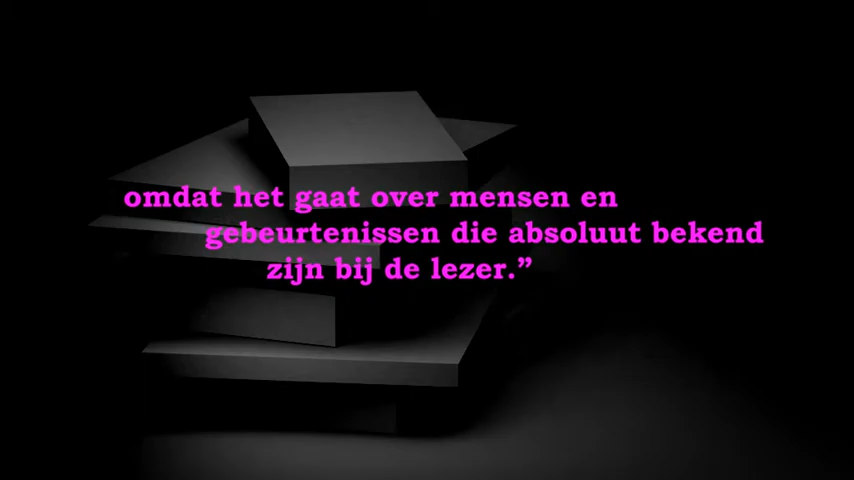 omdat het gaat over mensen en
gebeurtenissen die absoluut bekend
zijn bij de lezer.”